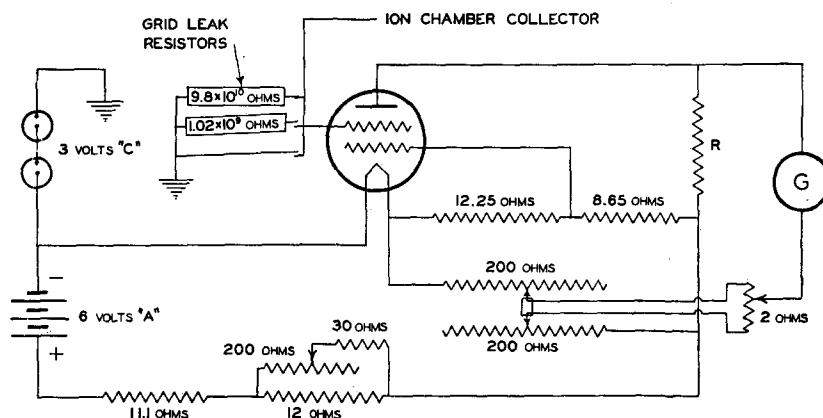 GRID LEAK
RESISTORS
ION CHAMBER COLLECTOR
9.8×10¹⁰ OHMS
1.02×10⁹ OHMS
3 VOLTS "C"
R
G
12.25 OHMS
8.65 OHMS
200 OHMS
2 OHMS
200 OHMS
−
6 VOLTS "A"
+
30 OHMS
200 OHMS
11.1 OHMS
12 OHMS